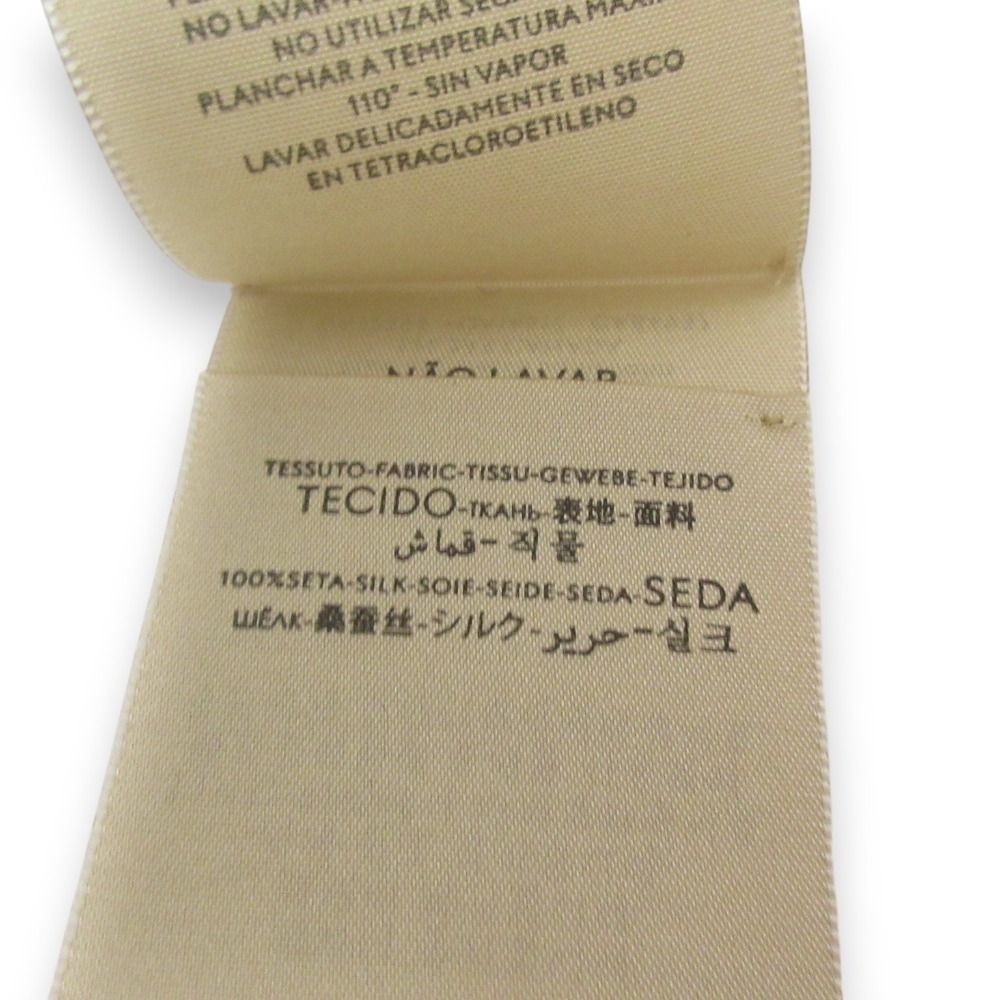 NO LAVAR
NO UTILIZAR
PLANCHAR A TEMPERATURA
110° - SIN VAPOR
LAVAR DELICADAMENTE EN SECO
EN TETRACLOROETILENO
NÃO LAVAR
TESSUTO-FABRIC-TISSU-GEWEBE-TEJIDO
TECIDO-ТКАНЬ-表地-面料
قماش-직물
100%SETA-SILK-SOIE-SEIDE-SEDA-SEDA
ШЁЛК-桑蚕丝-シルク-حرير-실크